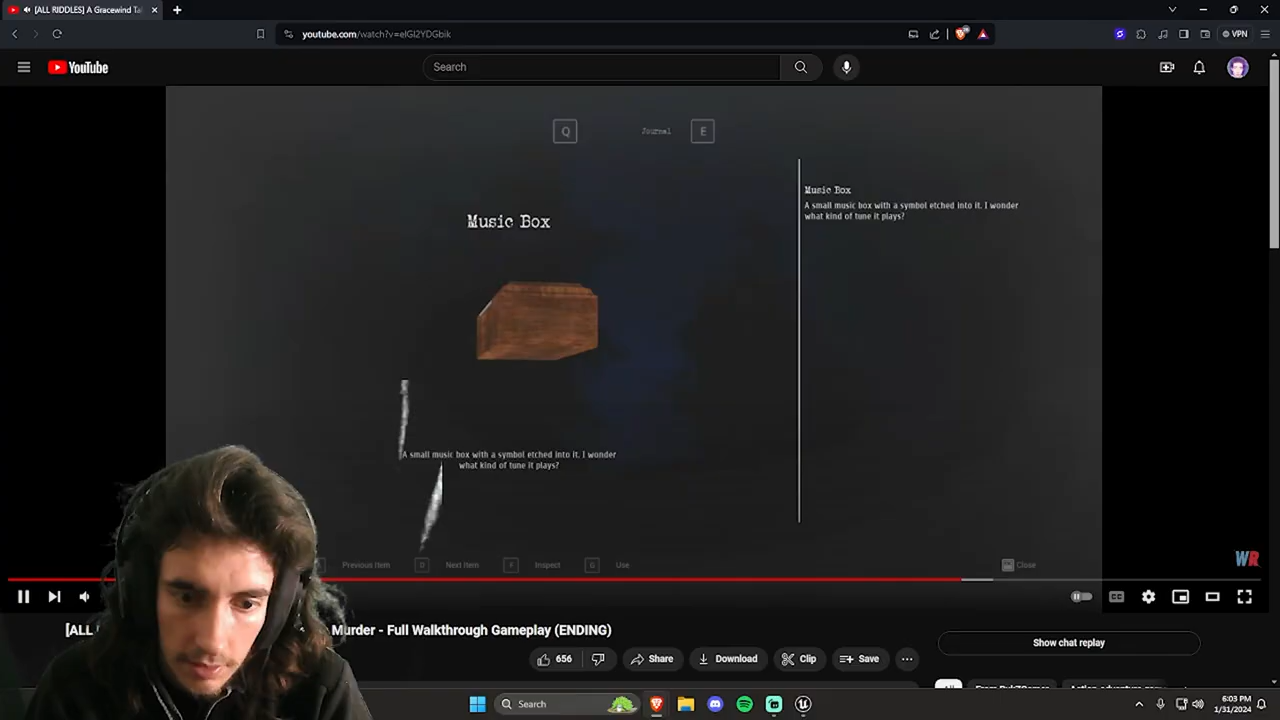 [ALL RIDDLES] A Gracewind Ta
youtube.com/watch?v=eIGl2YDGbik
VPN
YouTube
Search
Q
Journal
E
Music Box
A small music box with a symbol etched into it. I wonder
what kind of tune it plays?
Music Box
A small music box with a symbol etched into it. I wonder
what kind of tune it plays?
Previous Item
D
Next Item
F
Inspect
G
Use
Close
WR
CC
[ALL
Murder - Full Walkthrough Gameplay (ENDING)
656
Share
Download
Clip
Save
Show chat replay
All
Search
6:03 PM
1/31/2024